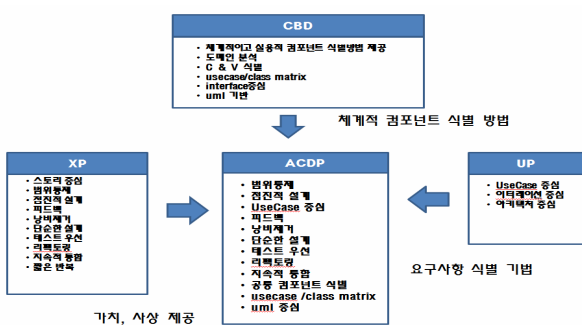 CBD
• 체계적이고 실용적 컴포넌트 식별방법 제공
• 도메인 분석
• C & V 식별
• usecase/class matrix
• interface중심
• uml 기반
체계적 컴포넌트 식별 방법
XP
• 스토리 중심
• 범위통제
• 점진적 설계
• 피드백
• 낭비제거
• 단순한 설계
• 테스트 우선
• 리팩토링
• 지속적 통합
• 짧은 반복
ACDP
• 범위통제
• 점진적 설계
• UseCase 중심
• 피드백
• 낭비제거
• 단순한 설계
• 테스트 우선
• 리팩토링
• 지속적 통합
• 공통 컴포넌트 식별
• usecase /class matrix
• uml 중심
UP
• UseCase 중심
• 이터레이션 중심
• 아키텍처 중심
요구사항 식별 기법
가치, 사상 제공